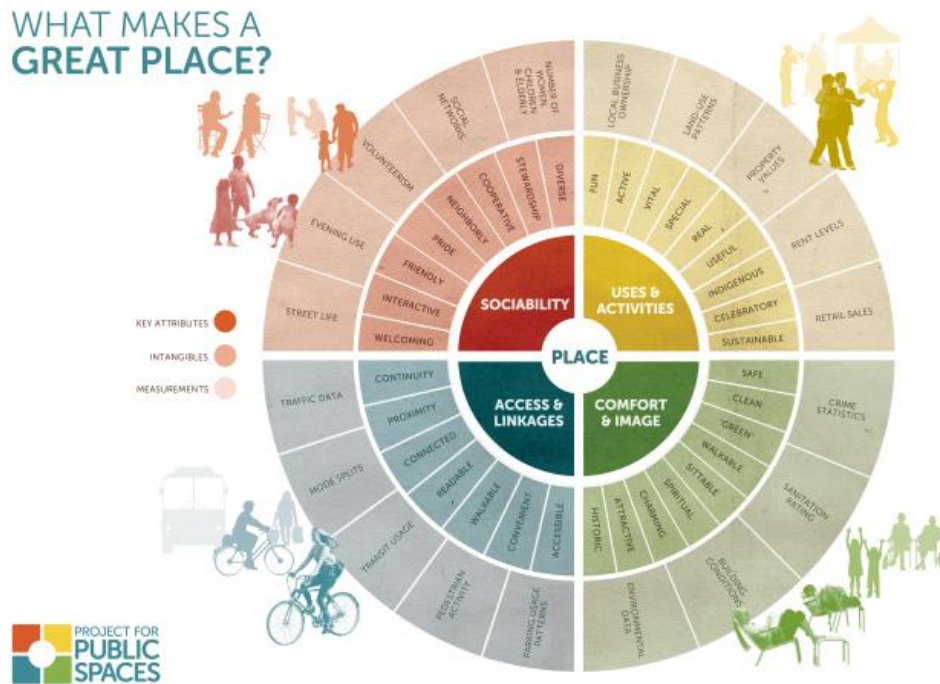 WHAT MAKES A
GREAT PLACE?
NUMBER OF
WOMEN,
CHILDREN
& ELDERLY
SOCIAL
NETWORKS
VOLUNTEERISM
EVENING USE
STREET LIFE
LOCAL BUSINESS
OWNERSHIP
LAND-USE
PATTERNS
PROPERTY
VALUES
RENT LEVELS
RETAIL SALES
DIVERSE
STEWARDSHIP
COOPERATIVE
NEIGHBORLY
PRIDE
FRIENDLY
INTERACTIVE
WELCOMING
FUN
ACTIVE
VITAL
SPECIAL
REAL
USEFUL
INDIGENOUS
CELEBRATORY
SUSTAINABLE
SOCIABILITY
USES &
ACTIVITIES
PLACE
ACCESS &
LINKAGES
COMFORT
& IMAGE
KEY ATTRIBUTES
INTANGIBLES
MEASUREMENTS
CONTINUITY
PROXIMITY
CONNECTED
READABLE
WALKABLE
CONVENIENT
ACCESSIBLE
SAFE
CLEAN
"GREEN"
WALKABLE
SITTABLE
SPIRITUAL
CHARMING
ATTRACTIVE
HISTORIC
TRAFFIC DATA
MODE SPLITS
TRANSIT USAGE
PEDESTRIAN
ACTIVITY
PARKING USAGE
PATTERNS
CRIME
STATISTICS
SANITATION
RATING
BUILDING
CONDITIONS
ENVIRONMENTAL
DATA
PROJECT FOR
PUBLIC
SPACES